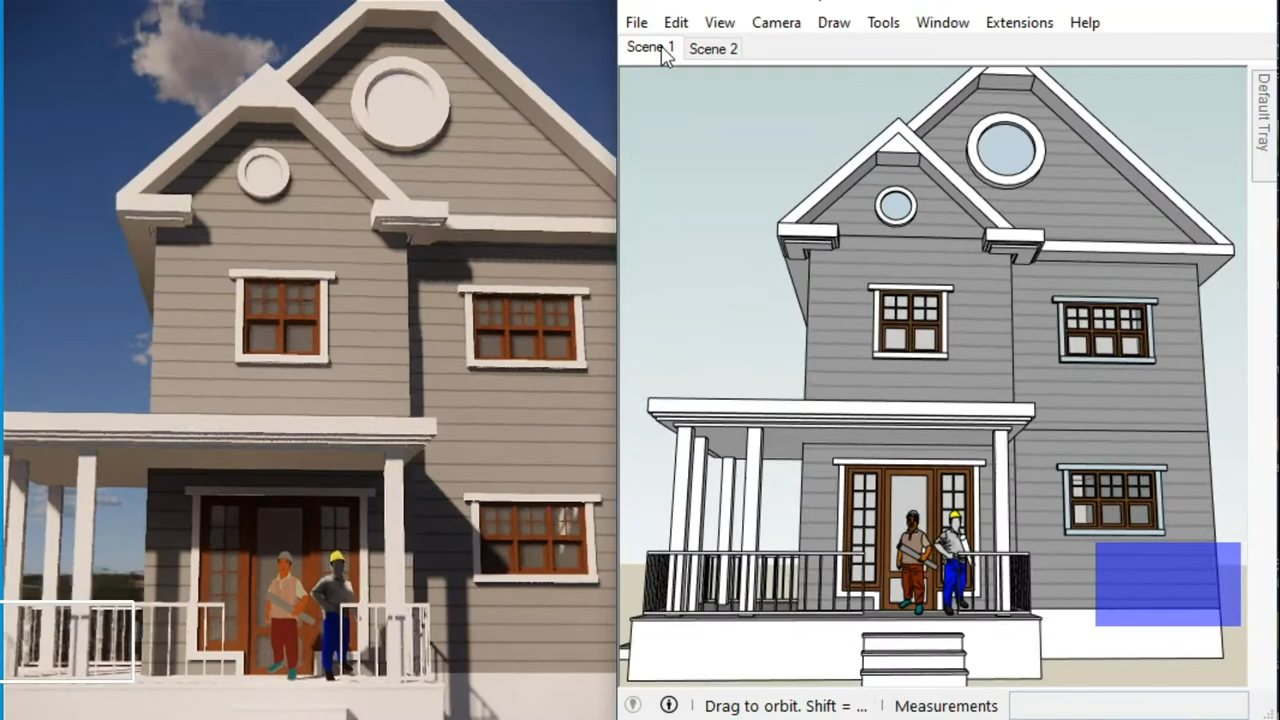 File Edit View Camera Draw Tools Window Extensions Help
Scene 1 Scene 2
Default Tray
Drag to orbit. Shift = ... Measurements